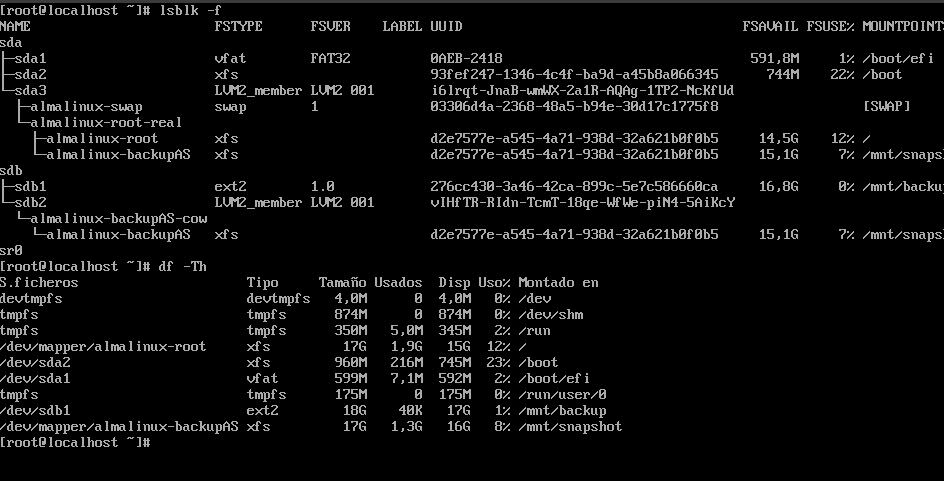 [root@localhost ~]# lsblk -f
NAME FSTYPE FSVER LABEL UUID FSAVAIL FSUSE% MOUNTPOINTS
sda
├─sda1 vfat FAT32 0AEB-2418 591,8M 1% /boot/efi
├─sda2 xfs 93fef247-1346-4c4f-ba9d-a45b8a066345 744M 22% /boot
└─sda3 LVM2_member LVM2 001 i6lrqt-JnaB-wmWX-2a1R-AQAg-1TP2-NcKfUd
├─almalinux-swap swap 1 03306d4a-2368-48a5-b94e-30d17c1775f8 [SWAP]
└─almalinux-root-real
├─almalinux-root xfs d2e7577e-a545-4a71-938d-32a621b0f0b5 14,5G 12% /
└─almalinux-backupAS xfs d2e7577e-a545-4a71-938d-32a621b0f0b5 15,1G 7% /mnt/snaps
sdb
├─sdb1 ext2 1.0 276cc430-3a46-42ca-899c-5e7c586660ca 16,8G 0% /mnt/backu
└─sdb2 LVM2_member LVM2 001 vIHfTR-RIdn-TcmT-18qe-WfWe-piN4-5AiKcY
└─almalinux-backupAS-cow
└─almalinux-backupAS xfs d2e7577e-a545-4a71-938d-32a621b0f0b5 15,1G 7% /mnt/snaps
sr0
[root@localhost ~]# df -Th
S.ficheros Tipo Tamaño Usados Disp Uso% Montado en
devtmpfs devtmpfs 4,0M 0 4,0M 0% /dev
tmpfs tmpfs 874M 0 874M 0% /dev/shm
tmpfs tmpfs 350M 5,0M 345M 2% /run
/dev/mapper/almalinux-root xfs 17G 1,9G 15G 12% /
/dev/sda2 xfs 960M 216M 745M 23% /boot
/dev/sda1 vfat 599M 7,1M 592M 2% /boot/efi
tmpfs tmpfs 175M 0 175M 0% /run/user/0
/dev/sdb1 ext2 18G 40K 17G 1% /mnt/backup
/dev/mapper/almalinux-backupAS xfs 17G 1,3G 16G 8% /mnt/snapshot
[root@localhost ~]#